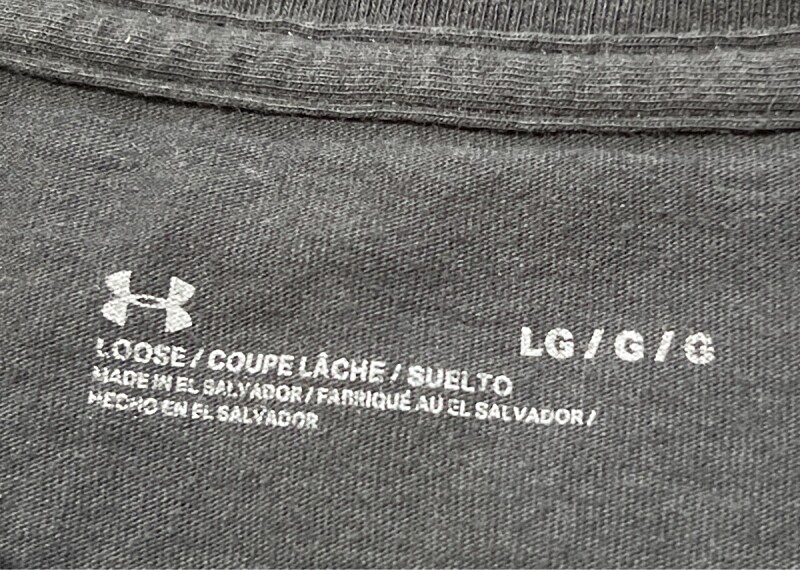 LG / G / G
LOOSE / COUPE LÂCHE / SUELTO
MADE IN EL SALVADOR / FABRIQUÉ AU EL SALVADOR /
HECHO EN EL SALVADOR